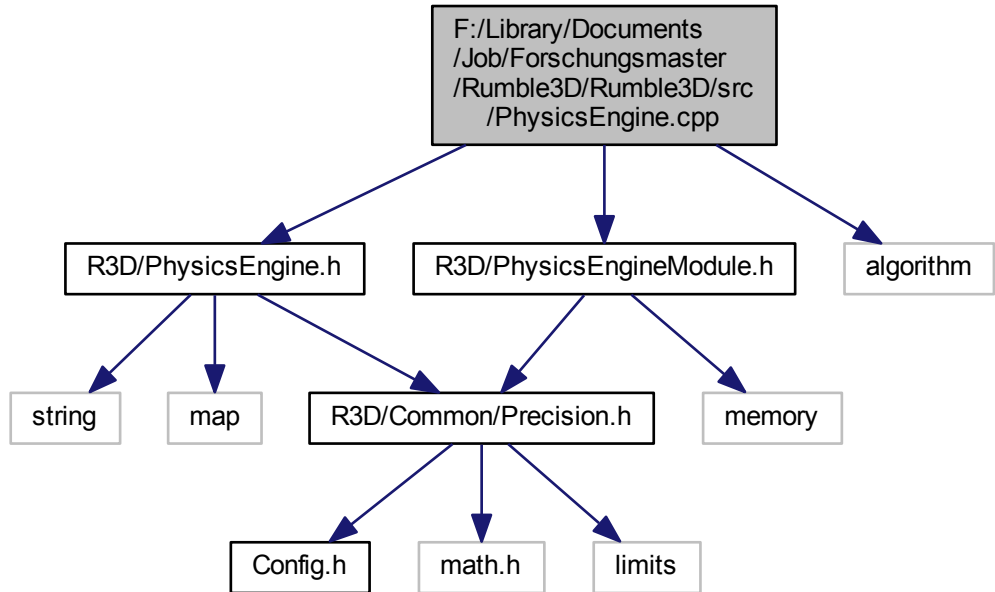 F:/Library/Documents
/Job/Forschungsmaster
/Rumble3D/Rumble3D/src
/PhysicsEngine.cpp
R3D/PhysicsEngine.h
R3D/PhysicsEngineModule.h
algorithm
string
map
R3D/Common/Precision.h
memory
Config.h
math.h
limits